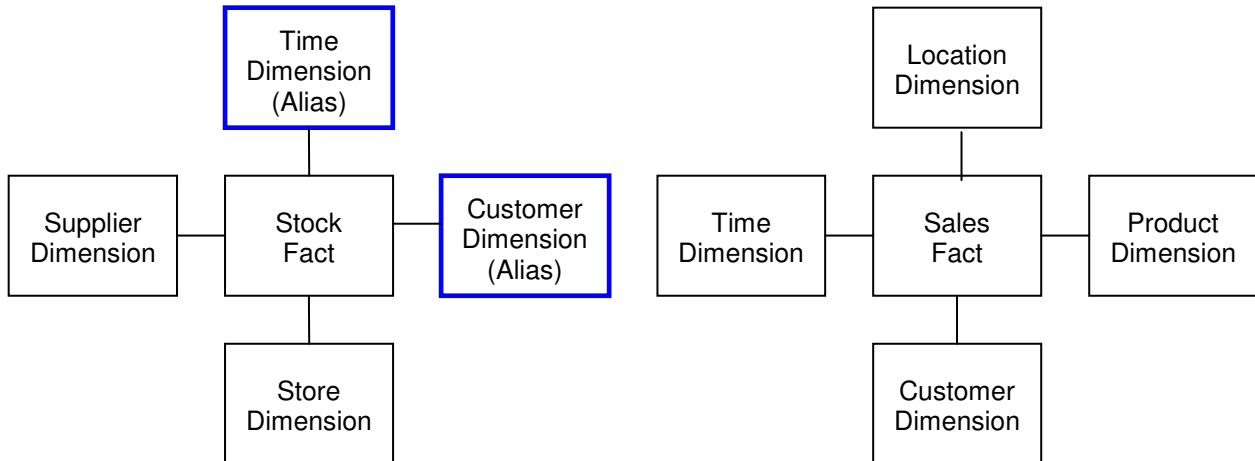 Time
Dimension
(Alias)
Location
Dimension
Supplier
Dimension
Stock
Fact
Customer
Dimension
(Alias)
Time
Dimension
Sales
Fact
Product
Dimension
Store
Dimension
Customer
Dimension